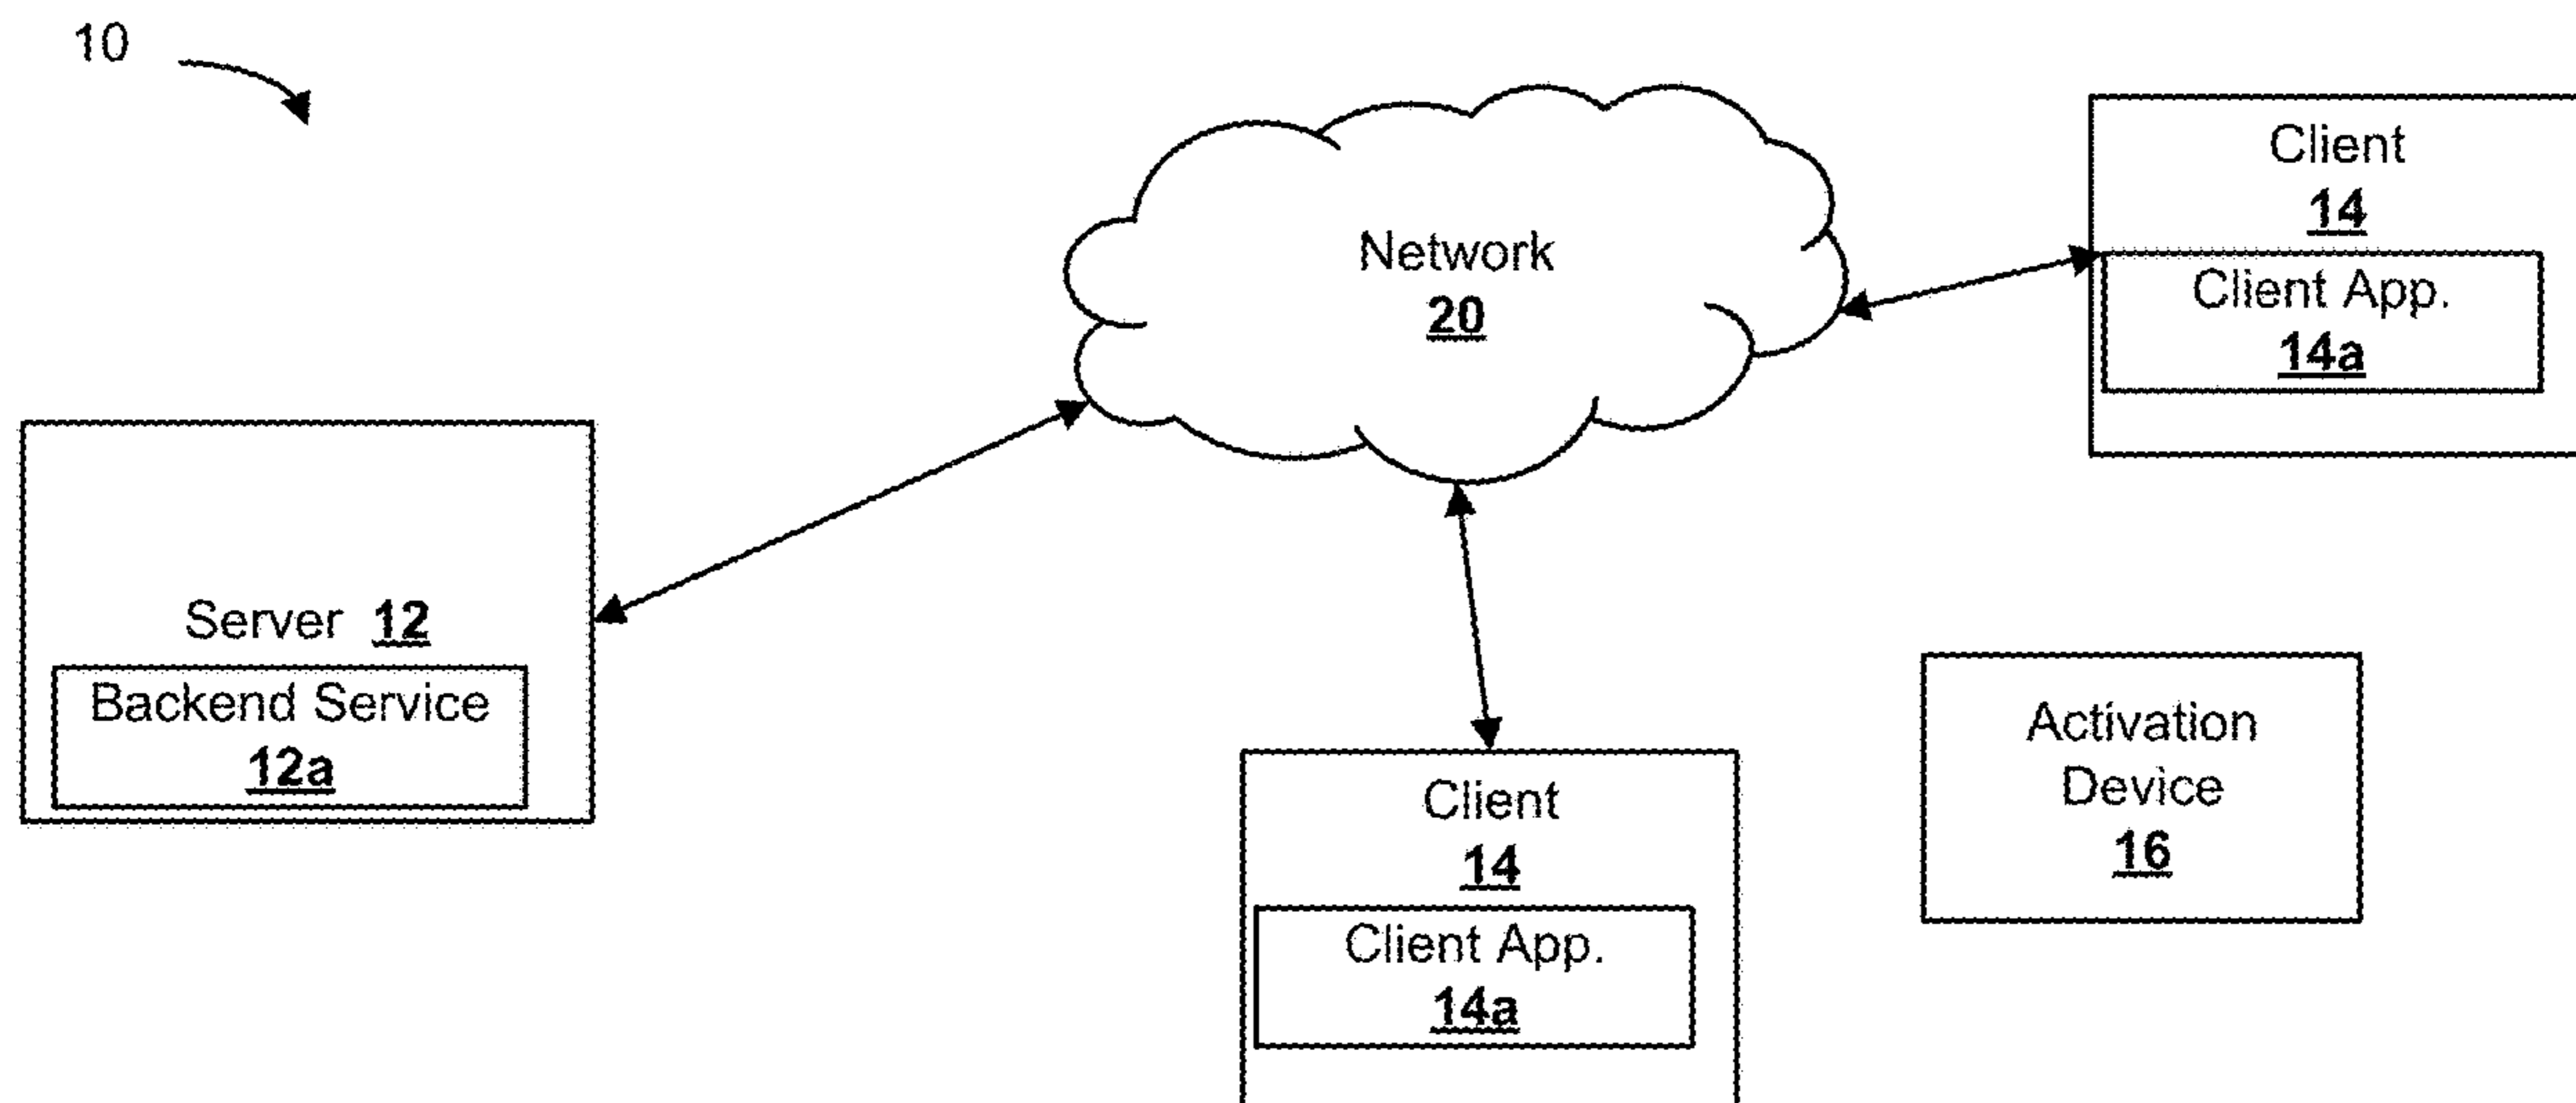 10
Network
20
Client
14
Client App.
14a
Server 12
Backend Service
12a
Client
14
Client App.
14a
Activation
Device
16